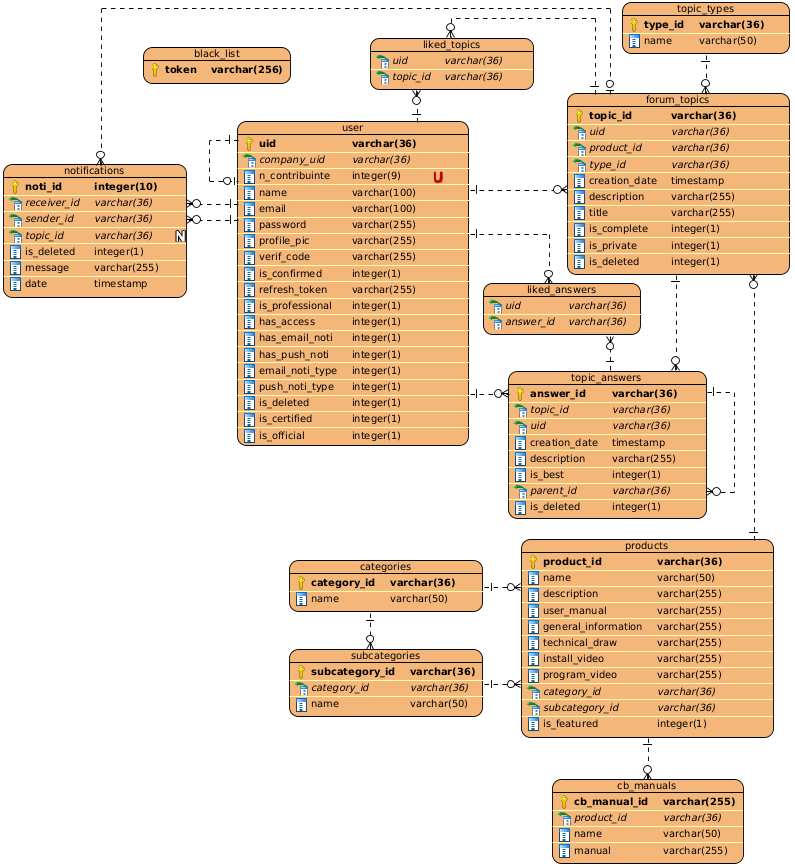 topic_types
type_id varchar(36)
name varchar(50)
black_list
token varchar(256)
liked_topics
uid varchar(36)
topic_id varchar(36)
forum_topics
topic_id varchar(36)
uid varchar(36)
product_id varchar(36)
type_id varchar(36)
creation_date timestamp
description varchar(255)
title varchar(255)
is_complete integer(1)
is_private integer(1)
is_deleted integer(1)
user
uid varchar(36)
company_uid varchar(36)
n_contribuinte integer(9) U
name varchar(100)
email varchar(100)
password varchar(255)
profile_pic varchar(255)
verif_code varchar(255)
is_confirmed integer(1)
refresh_token varchar(255)
is_professional integer(1)
has_access integer(1)
has_email_noti integer(1)
has_push_noti integer(1)
email_noti_type integer(1)
push_noti_type integer(1)
is_deleted integer(1)
is_certified integer(1)
is_official integer(1)
notifications
noti_id integer(10)
receiver_id varchar(36)
sender_id varchar(36)
topic_id varchar(36) N
is_deleted integer(1)
message varchar(255)
date timestamp
liked_answers
uid varchar(36)
answer_id varchar(36)
topic_answers
answer_id varchar(36)
topic_id varchar(36)
uid varchar(36)
creation_date timestamp
description varchar(255)
is_best integer(1)
parent_id varchar(36)
is_deleted integer(1)
products
product_id varchar(36)
name varchar(50)
description varchar(255)
user_manual varchar(255)
general_information varchar(255)
technical_draw varchar(255)
install_video varchar(255)
program_video varchar(255)
category_id varchar(36)
subcategory_id varchar(36)
is_featured integer(1)
categories
category_id varchar(36)
name varchar(50)
subcategories
subcategory_id varchar(36)
category_id varchar(36)
name varchar(50)
cb_manuals
cb_manual_id varchar(255)
product_id varchar(36)
name varchar(50)
manual varchar(255)